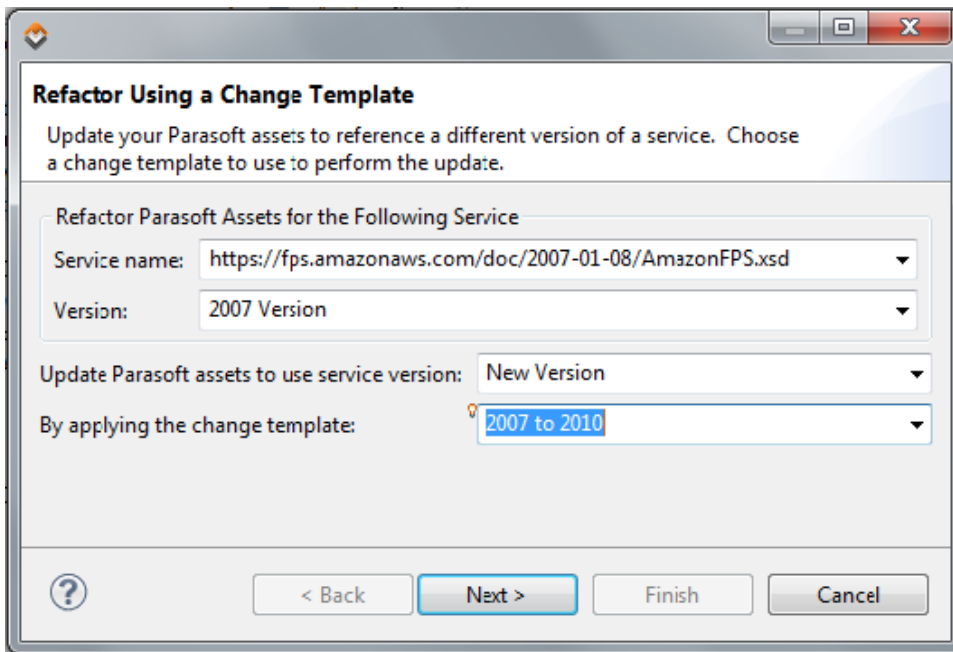 Refactor Using a Change Template
Update your Parasoft assets to reference a different version of a service.  Choose
a change template to use to perform the update.
Refactor Parasoft Assets for the Following Service
Service name: https://fps.amazonaws.com/doc/2007-01-08/AmazonFPS.xsd
Version: 2007 Version
Update Parasoft assets to use service version: New Version
By applying the change template: 2007 to 2010
? < Back Next > Finish Cancel